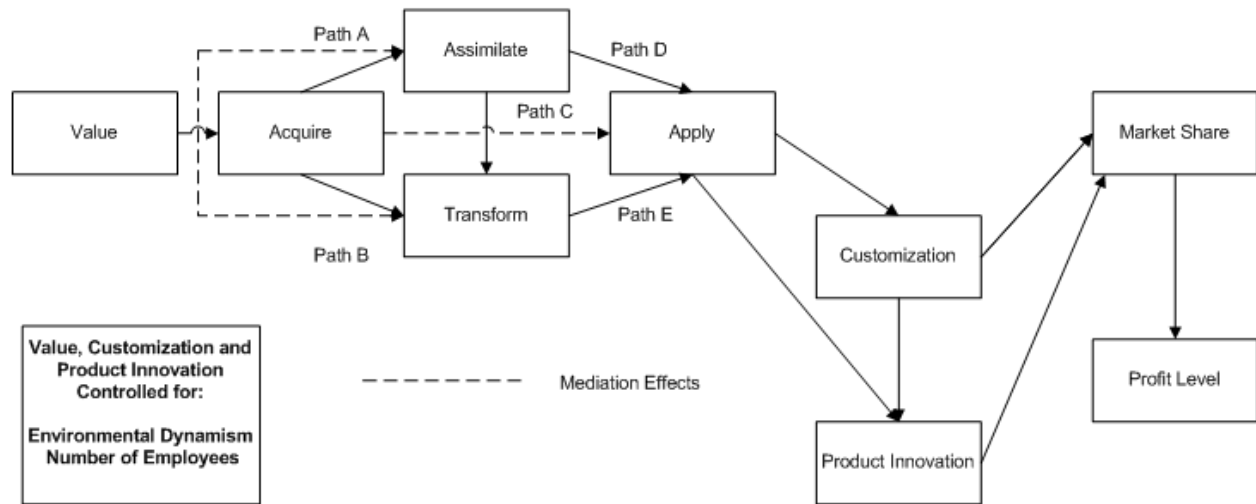 Path A
Assimilate
Path D
Value
Acquire
Path C
Apply
Market Share
Transform
Path E
Path B
Customization
Value, Customization and
Product Innovation
Controlled for:
Environmental Dynamism
Number of Employees
Mediation Effects
Profit Level
Product Innovation